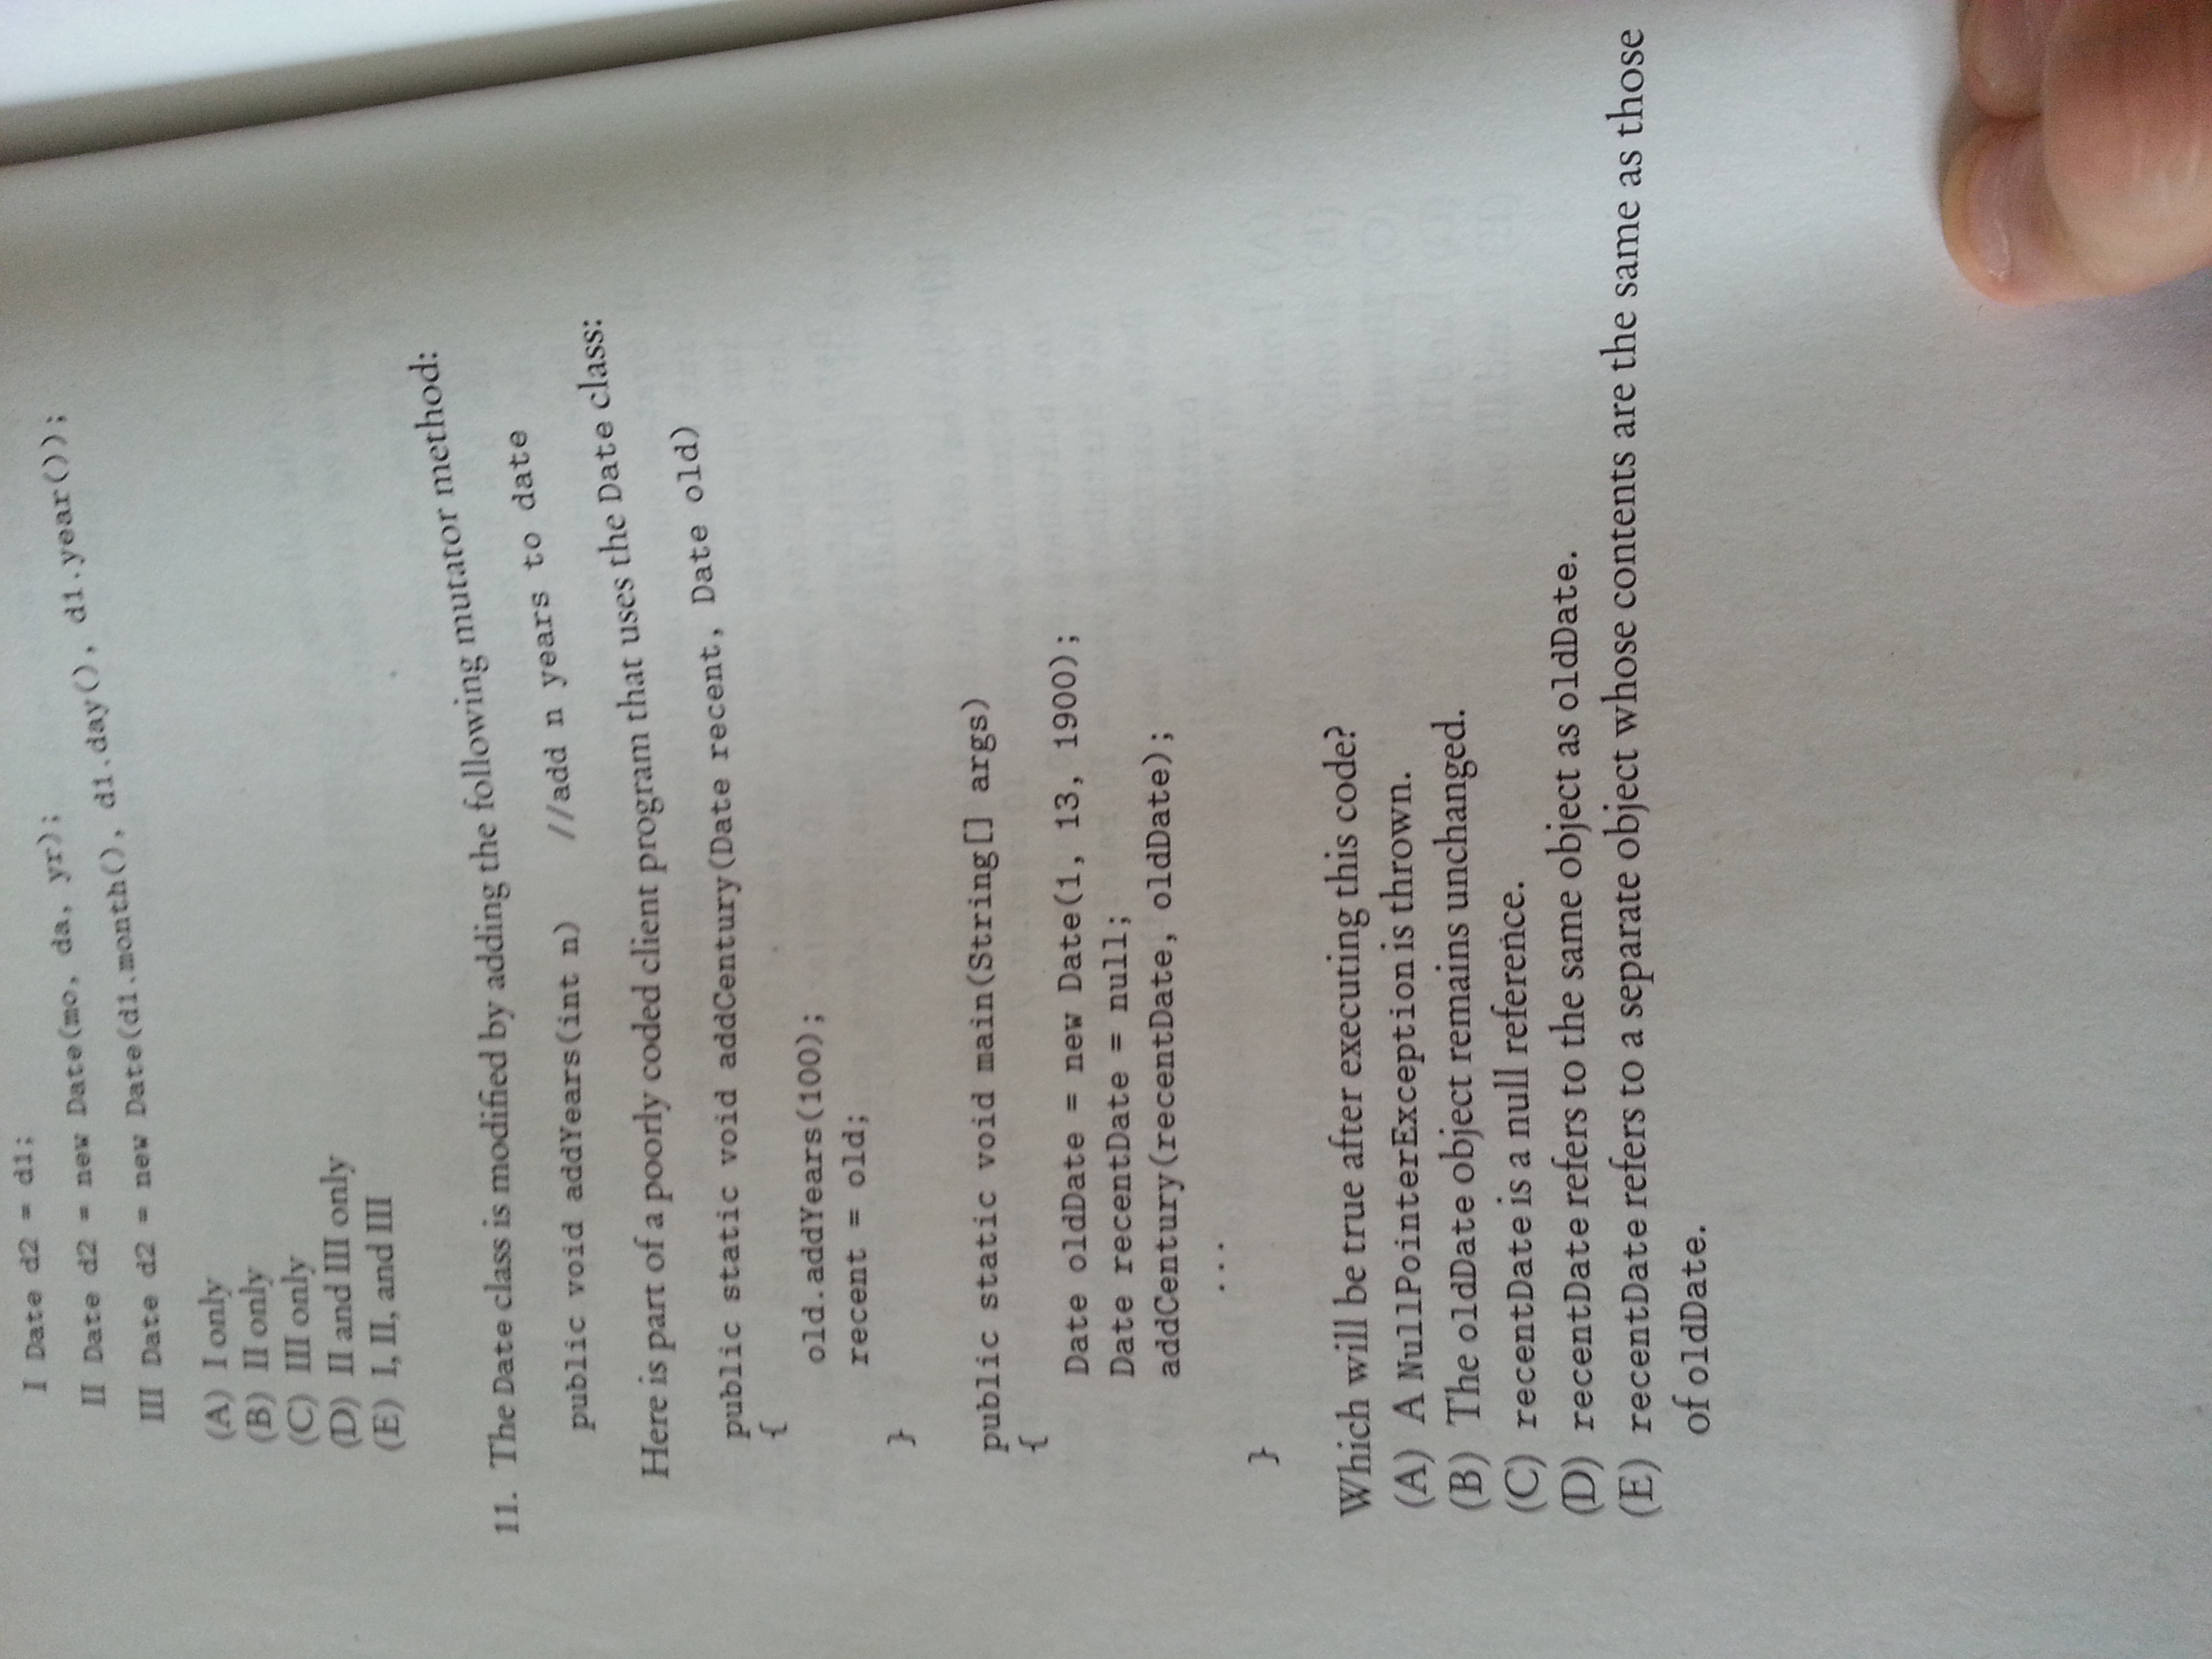 I Date d2 = d1;
II Date d2 = new Date(mo, da, yr);
III Date d2 = new Date(d1.month(), d1.day(), d1.year());
(A) I only
(B) II only
(C) III only
(D) II and III only
(E) I, II, and III
11. The Date class is modified by adding the following mutator method:
public void addYears(int n) //add n years to date
Here is part of a poorly coded client program that uses the Date class:
public static void addCentury(Date recent, Date old)
{
old.addYears(100);
recent = old;
}
public static void main(String[] args)
{
Date oldDate = new Date(1, 13, 1900);
Date recentDate = null;
addCentury(recentDate, oldDate);
...
}
Which will be true after executing this code?
(A) A NullPointerException is thrown.
(B) The oldDate object remains unchanged.
(C) recentDate is a null reference.
(D) recentDate refers to the same object as oldDate.
(E) recentDate refers to a separate object whose contents are the same as those
of oldDate.